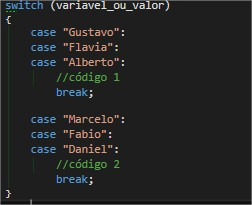 switch (variavel_ou_valor)
{
    case "Gustavo":
    case "Flavia":
    case "Alberto":
        //código 1
        break;

    case "Marcelo":
    case "Fabio":
    case "Daniel":
        //código 2
        break;
}